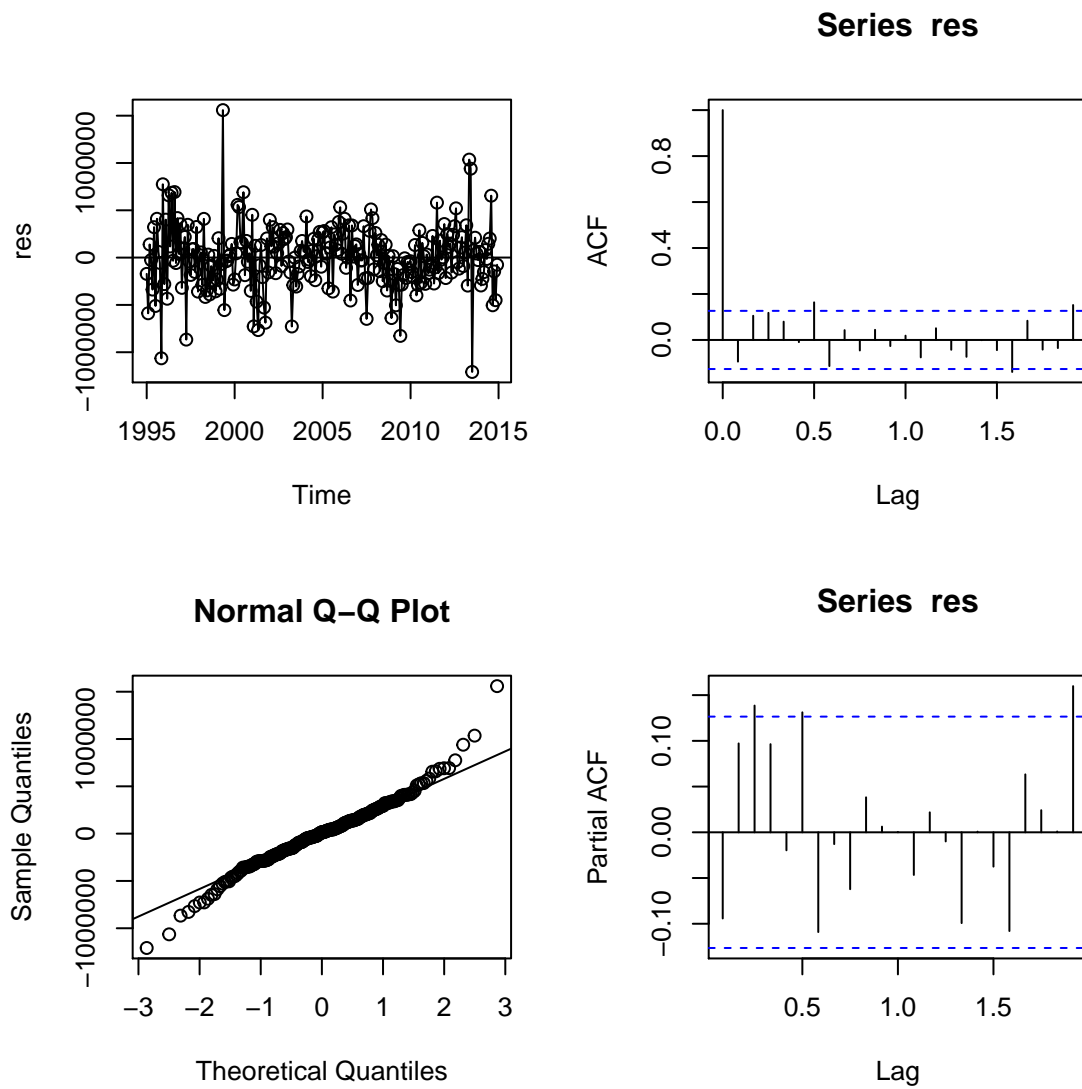 res
1000000
0
−1000000
1995 2000 2005 2010 2015
Time
Series res
ACF
0.8
0.4
0.0
0.0 0.5 1.0 1.5
Lag
Normal Q−Q Plot
Sample Quantiles
1000000
0
−1000000
−3 −2 −1 0 1 2 3
Theoretical Quantiles
Series res
Partial ACF
0.10
0.00
−0.10
0.5 1.0 1.5
Lag